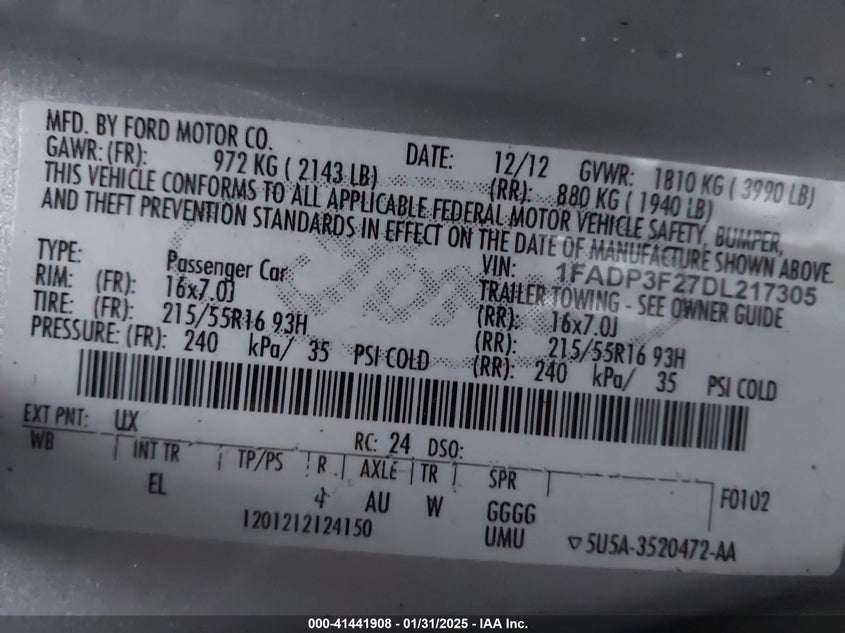 MFD. BY FORD MOTOR CO. DATE: 12/12 GVWR: 1810 KG ( 3990 LB)
GAWR: (FR): 972 KG ( 2143 LB) (RR): 880 KG ( 1940 LB)
THIS VEHICLE CONFORMS TO ALL APPLICABLE FEDERAL MOTOR VEHICLE SAFETY, BUMPER,
AND THEFT PREVENTION STANDARDS IN EFFECT ON THE DATE OF MANUFACTURE SHOWN ABOVE.
VIN: 1FADP3F27DL217305
TYPE: Passenger Car TRAILER TOWING - SEE OWNER GUIDE
RIM: (FR): 16x7.0J (RR): 16x7.0J
TIRE: (FR): 215/55R16 93H (RR): 215/55R16 93H
PRESSURE: (FR): 240 kPa/ 35 PSI COLD (RR): 240 kPa/ 35 PSI COLD
EXT PNT: UX RC: 24 DSO:
WB INT TR TP/PS R AXLE TR SPR F0102
EL 4 AU W GGGG
1201212124150 UMU ▽5U5A-3520472-AA
000-41441908 - 01/31/2025 - IAA Inc.